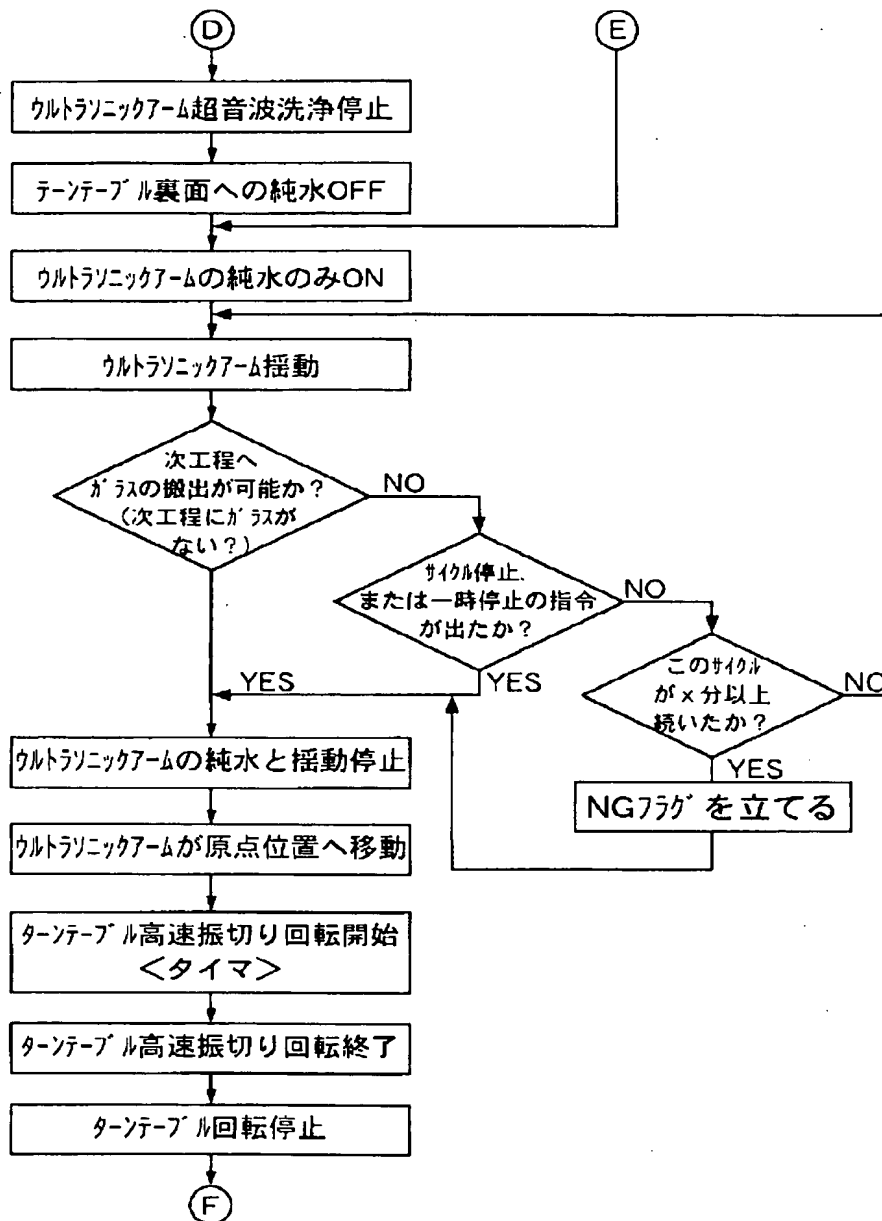 D
E
ウルトラソニックアーム超音波洗浄停止
テーンテーブル裏面への純水OFF
ウルトラソニックアームの純水のみON
ウルトラソニックアーム揺動
次工程へ
ガラスの搬出が可能か?
(次工程にガラスが
ない?)
NO
サイクル停止、
または一時停止の指令
が出たか?
NO
このサイクル
がx分以上
続いたか?
NO
YES
YES
YES
ウルトラソニックアームの純水と揺動停止
NGフラグを立てる
ウルトラソニックアームが原点位置へ移動
ターンテーブル高速振切り回転開始
<タイマ>
ターンテーブル高速振切り回転終了
ターンテーブル回転停止
F